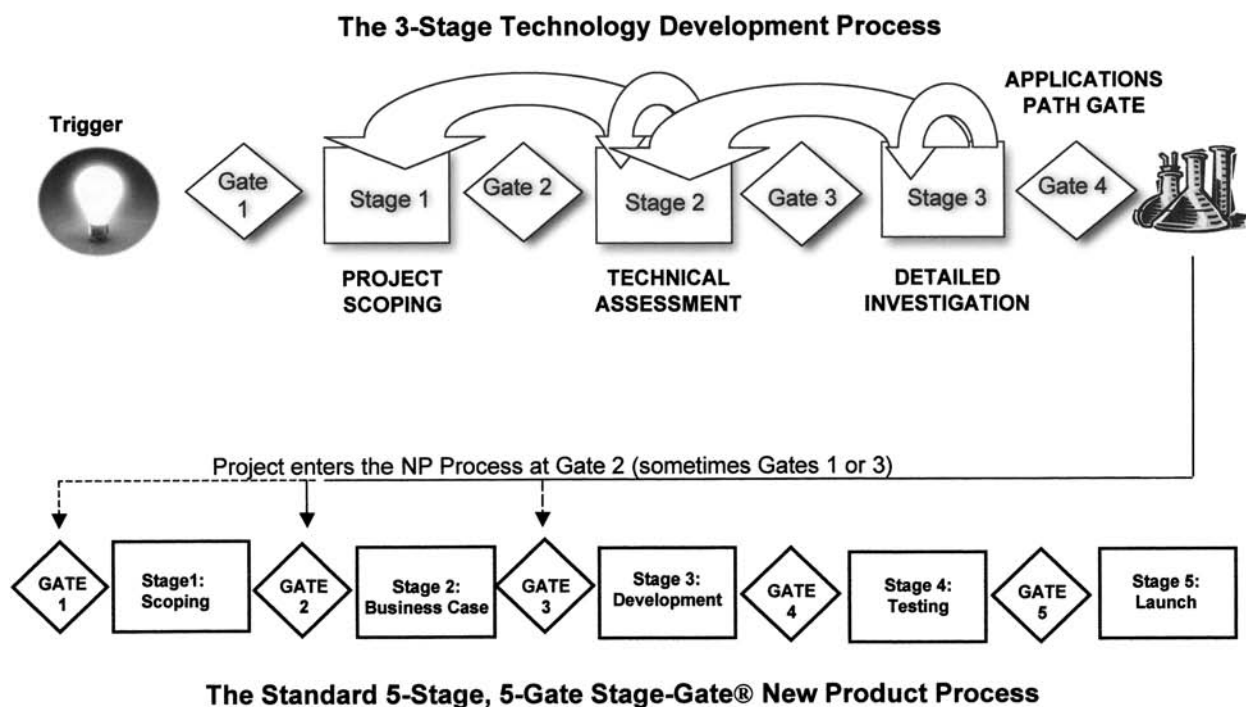 The 3-Stage Technology Development Process
APPLICATIONS
PATH GATE
Trigger
Gate
1
Stage 1
Gate 2
Stage 2
Gate 3
Stage 3
Gate 4
PROJECT
SCOPING
TECHNICAL
ASSESSMENT
DETAILED
INVESTIGATION
Project enters the NP Process at Gate 2 (sometimes Gates 1 or 3)
GATE
1
Stage1:
Scoping
GATE
2
Stage 2:
Business Case
GATE
3
Stage 3:
Development
GATE
4
Stage 4:
Testing
GATE
5
Stage 5:
Launch
The Standard 5-Stage, 5-Gate Stage-Gate® New Product Process